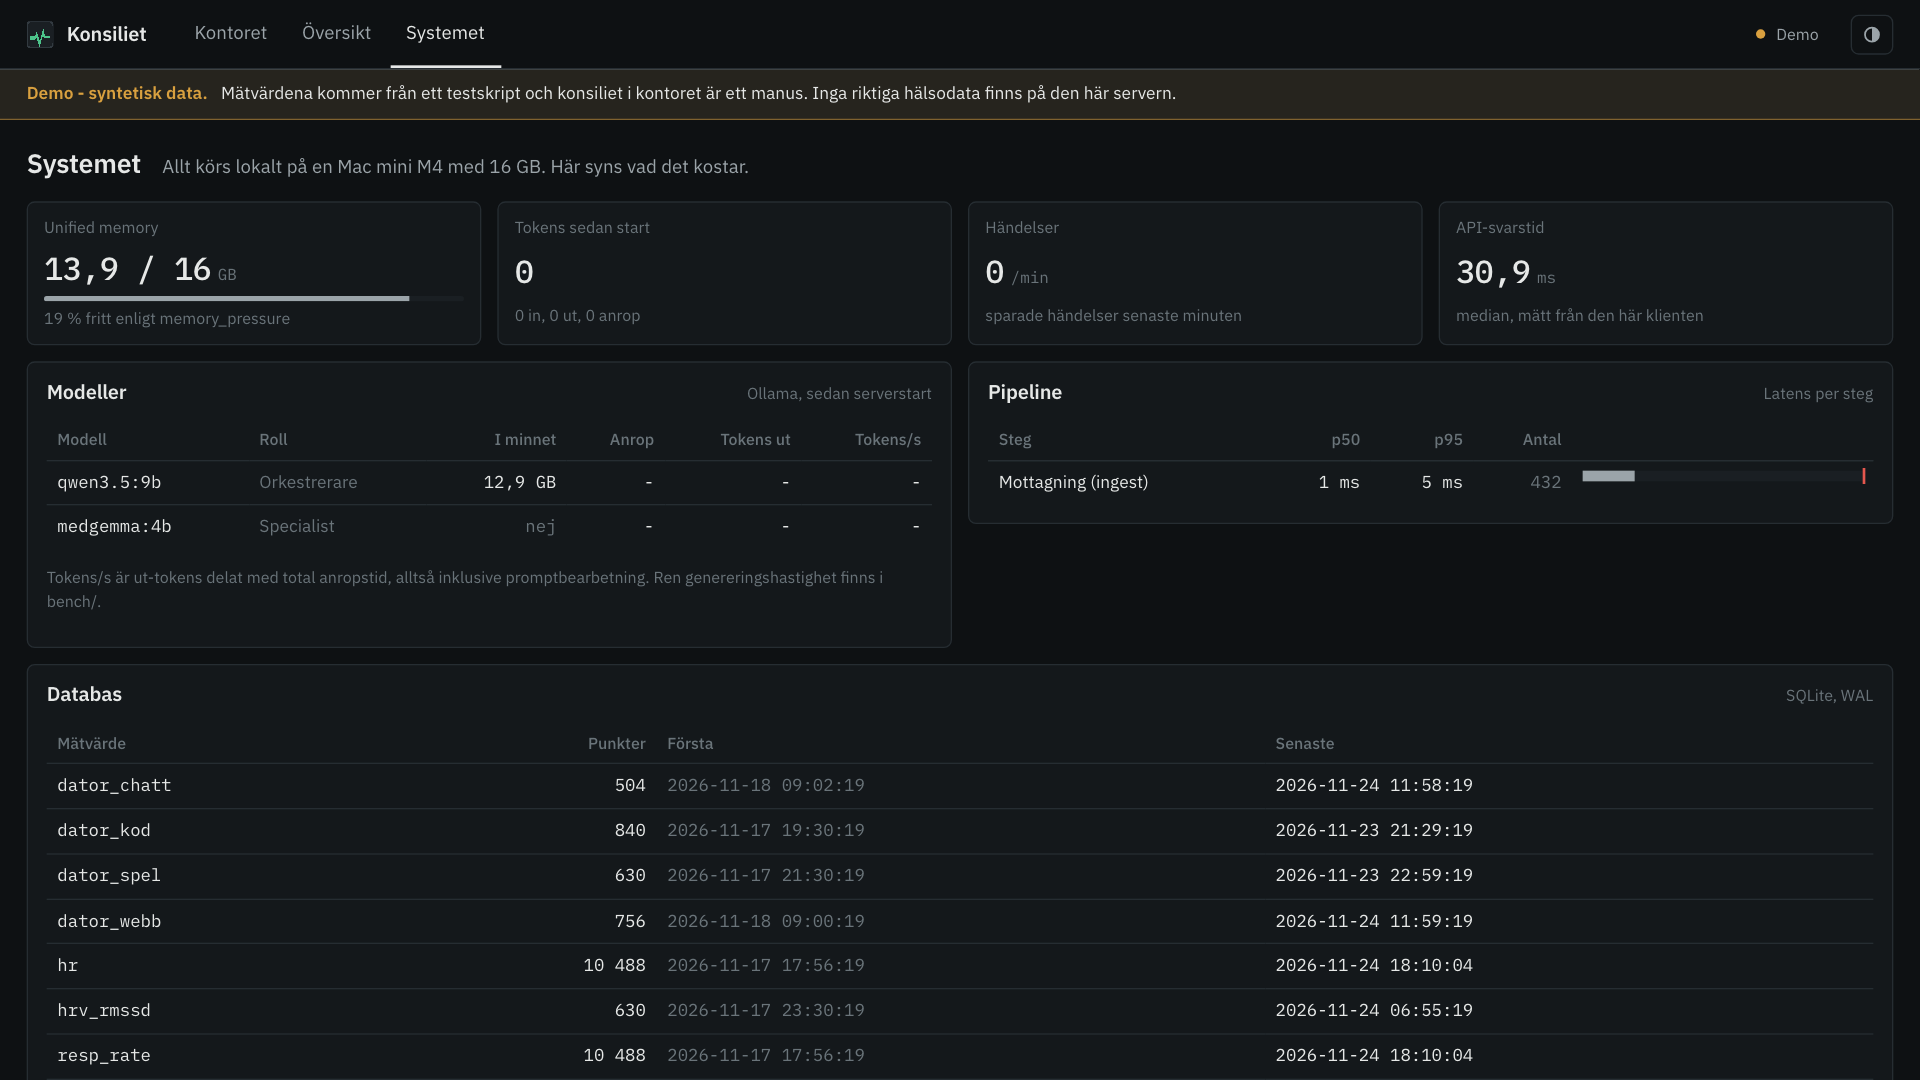 Konsiliet Kontoret Översikt Systemet Demo
Demo - syntetisk data. Mätvärdena kommer från ett testskript och konsiliet i kontoret är ett manus. Inga riktiga hälsodata finns på den här servern.
Systemet Allt körs lokalt på en Mac mini M4 med 16 GB. Här syns vad det kostar.
Unified memory
13,9 / 16 GB
19 % fritt enligt memory_pressure
Tokens sedan start
0
0 in, 0 ut, 0 anrop
Händelser
0 /min
sparade händelser senaste minuten
API-svarstid
30,9 ms
median, mätt från den här klienten
Modeller Ollama, sedan serverstart
Modell Roll I minnet Anrop Tokens ut Tokens/s
qwen3.5:9b Orkestrerare 12,9 GB - - -
medgemma:4b Specialist nej - - -
Tokens/s är ut-tokens delat med total anropstid, alltså inklusive promptbearbetning. Ren genereringshastighet finns i
bench/.
Pipeline Latens per steg
Steg p50 p95 Antal
Mottagning (ingest) 1 ms 5 ms 432
Databas SQLite, WAL
Mätvärde Punkter Första Senaste
dator_chatt 504 2026-11-18 09:02:19 2026-11-24 11:58:19
dator_kod 840 2026-11-17 19:30:19 2026-11-23 21:29:19
dator_spel 630 2026-11-17 21:30:19 2026-11-23 22:59:19
dator_webb 756 2026-11-18 09:00:19 2026-11-24 11:59:19
hr 10 488 2026-11-17 17:56:19 2026-11-24 18:10:04
hrv_rmssd 630 2026-11-17 23:30:19 2026-11-24 06:55:19
resp_rate 10 488 2026-11-17 17:56:19 2026-11-24 18:10:04